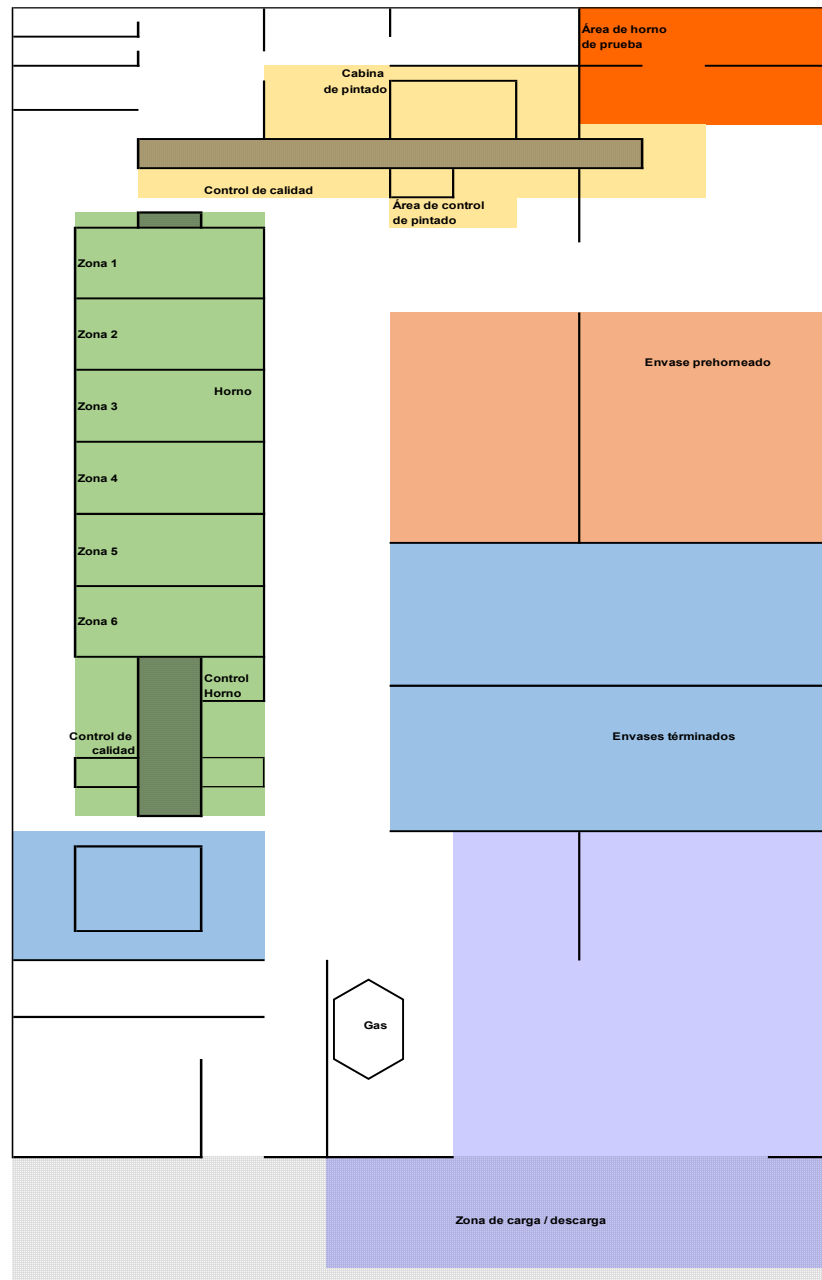 Área de horno
de prueba
Cabina
de pintado
Control de calidad
Área de control
de pintado
Zona 1
Zona 2
Envase prehorneado
Horno
Zona 3
Zona 4
Zona 5
Zona 6
Control
Horno
Control de
calidad
Envases términados
Gas
Zona de carga / descarga